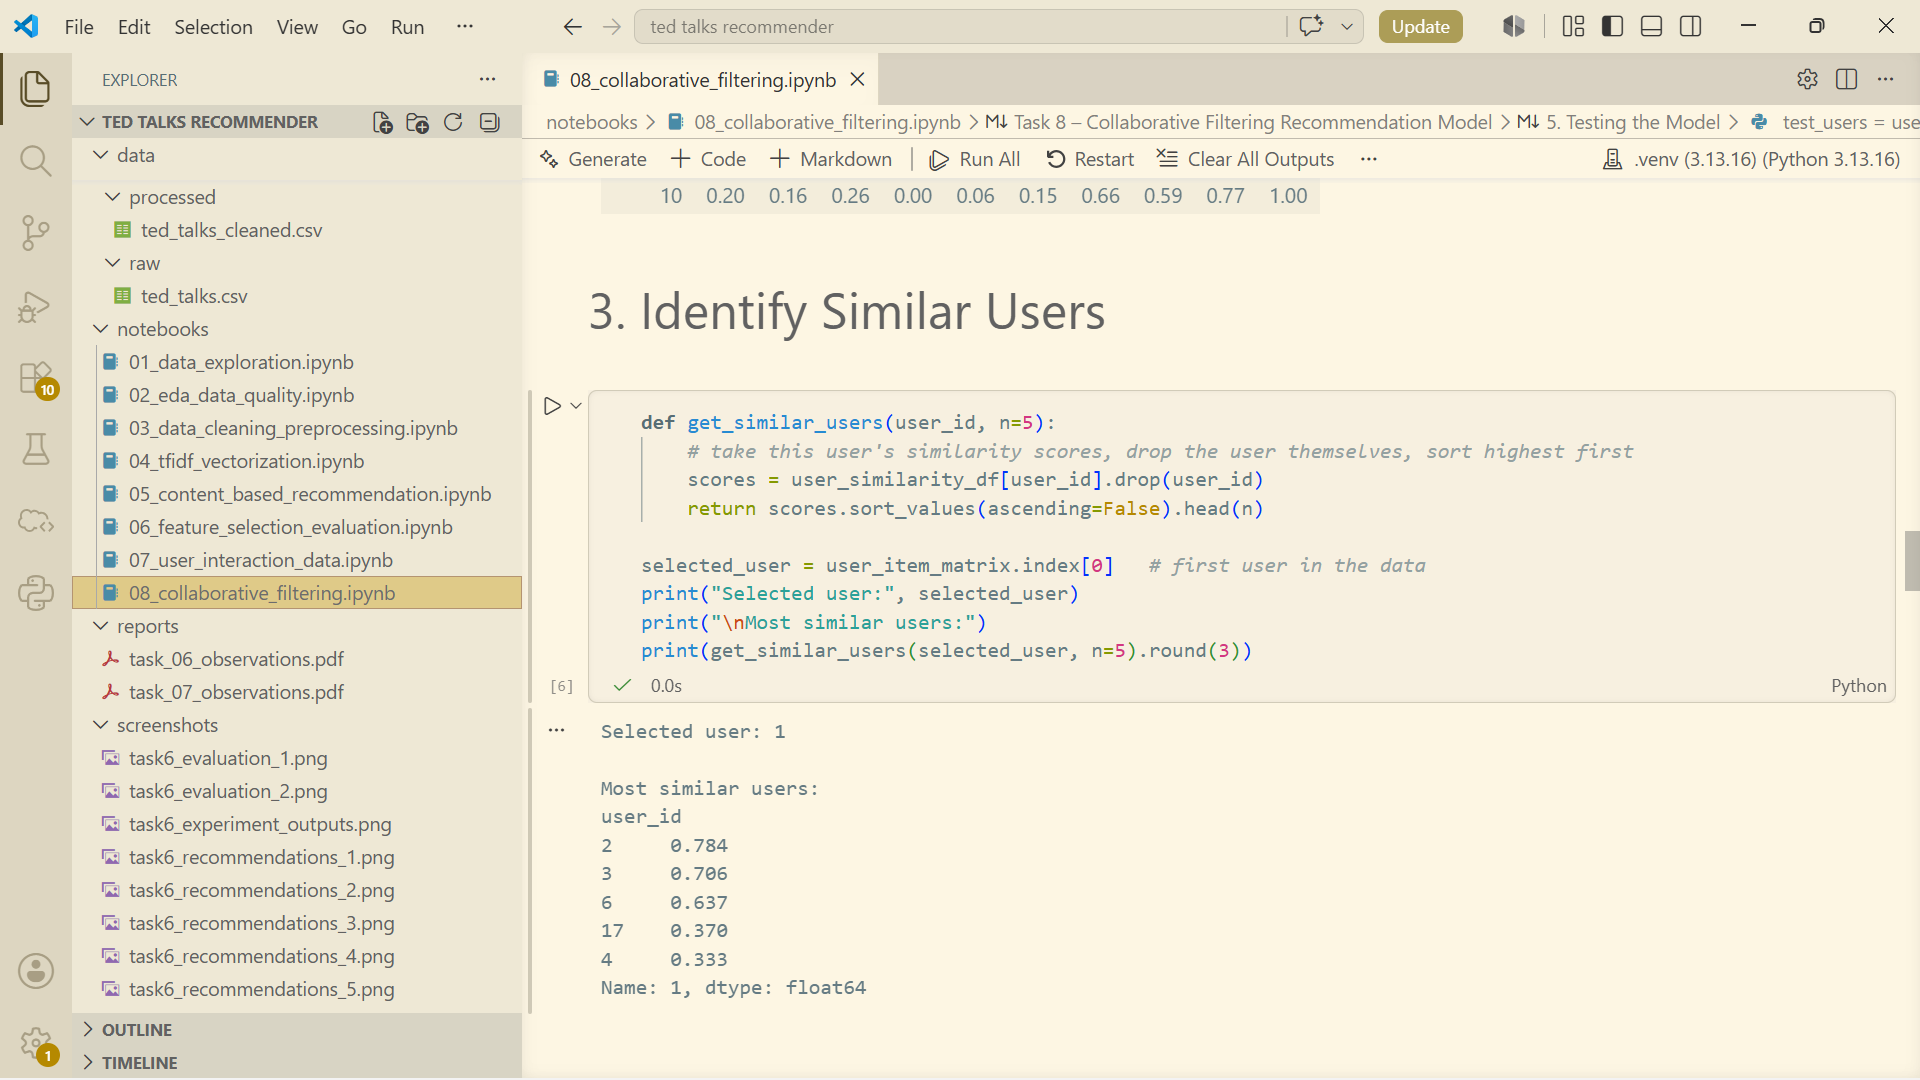 File Edit Selection View Go Run ···
ted talks recommender
Update
EXPLORER ···
TED TALKS RECOMMENDER
data
processed
ted_talks_cleaned.csv
raw
ted_talks.csv
notebooks
01_data_exploration.ipynb
02_eda_data_quality.ipynb
03_data_cleaning_preprocessing.ipynb
04_tfidf_vectorization.ipynb
05_content_based_recommendation.ipynb
06_feature_selection_evaluation.ipynb
07_user_interaction_data.ipynb
08_collaborative_filtering.ipynb
reports
task_06_observations.pdf
task_07_observations.pdf
screenshots
task6_evaluation_1.png
task6_evaluation_2.png
task6_experiment_outputs.png
task6_recommendations_1.png
task6_recommendations_2.png
task6_recommendations_3.png
task6_recommendations_4.png
task6_recommendations_5.png
OUTLINE
TIMELINE
10
1
08_collaborative_filtering.ipynb
notebooks > 08_collaborative_filtering.ipynb > M↓ Task 8 – Collaborative Filtering Recommendation Model > M↓ 5. Testing the Model > test_users = use
Generate + Code + Markdown | Run All Restart Clear All Outputs ··· .venv (3.13.16) (Python 3.13.16)
10 0.20 0.16 0.26 0.00 0.06 0.15 0.66 0.59 0.77 1.00
3. Identify Similar Users
def get_similar_users(user_id, n=5):
# take this user's similarity scores, drop the user themselves, sort highest first
scores = user_similarity_df[user_id].drop(user_id)
return scores.sort_values(ascending=False).head(n)
selected_user = user_item_matrix.index[0] # first user in the data
print("Selected user:", selected_user)
print("\nMost similar users:")
print(get_similar_users(selected_user, n=5).round(3))
[6] 0.0s Python
Selected user: 1
Most similar users:
user_id
2 0.784
3 0.706
6 0.637
17 0.370
4 0.333
Name: 1, dtype: float64